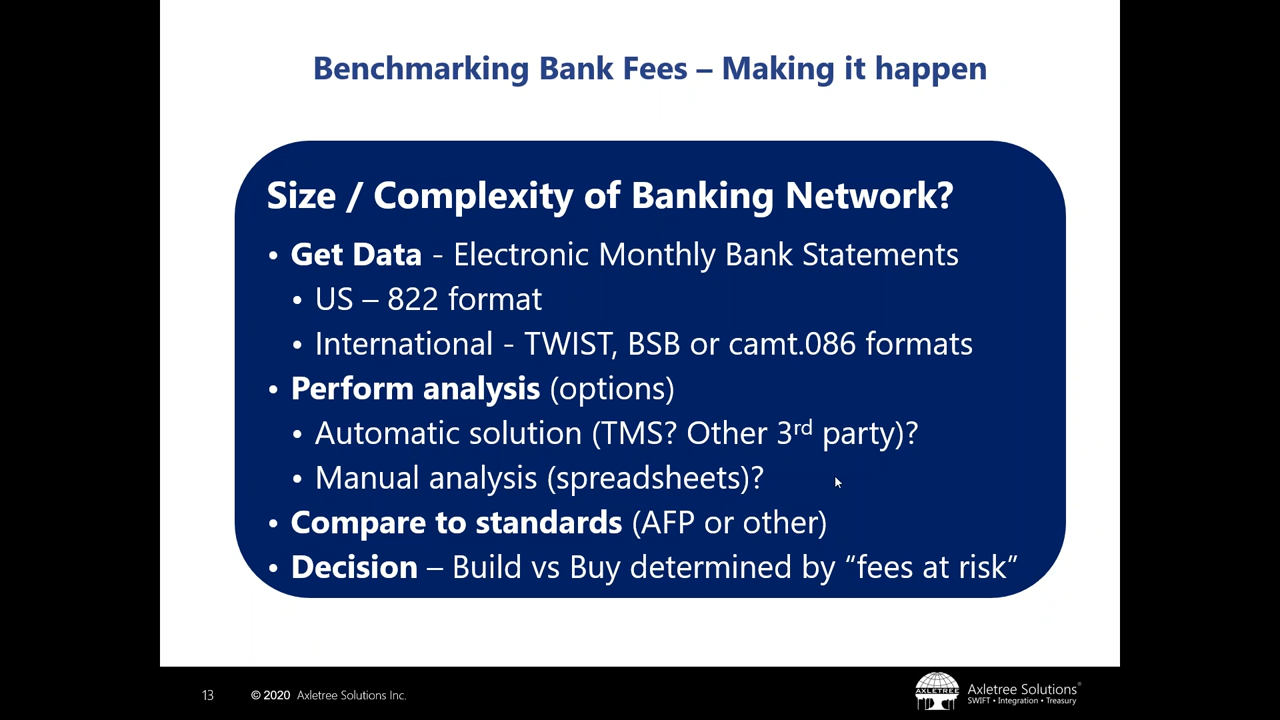 Benchmarking Bank Fees – Making it happen
Size / Complexity of Banking Network?
• Get Data - Electronic Monthly Bank Statements
• US – 822 format
• International - TWIST, BSB or camt.086 formats
• Perform analysis (options)
• Automatic solution (TMS? Other 3rd party)?
• Manual analysis (spreadsheets)?
• Compare to standards (AFP or other)
• Decision – Build vs Buy determined by “fees at risk”
13 © 2020 Axletree Solutions Inc.
AXLETREE
Axletree Solutions®
SWIFT • Integration • Treasury